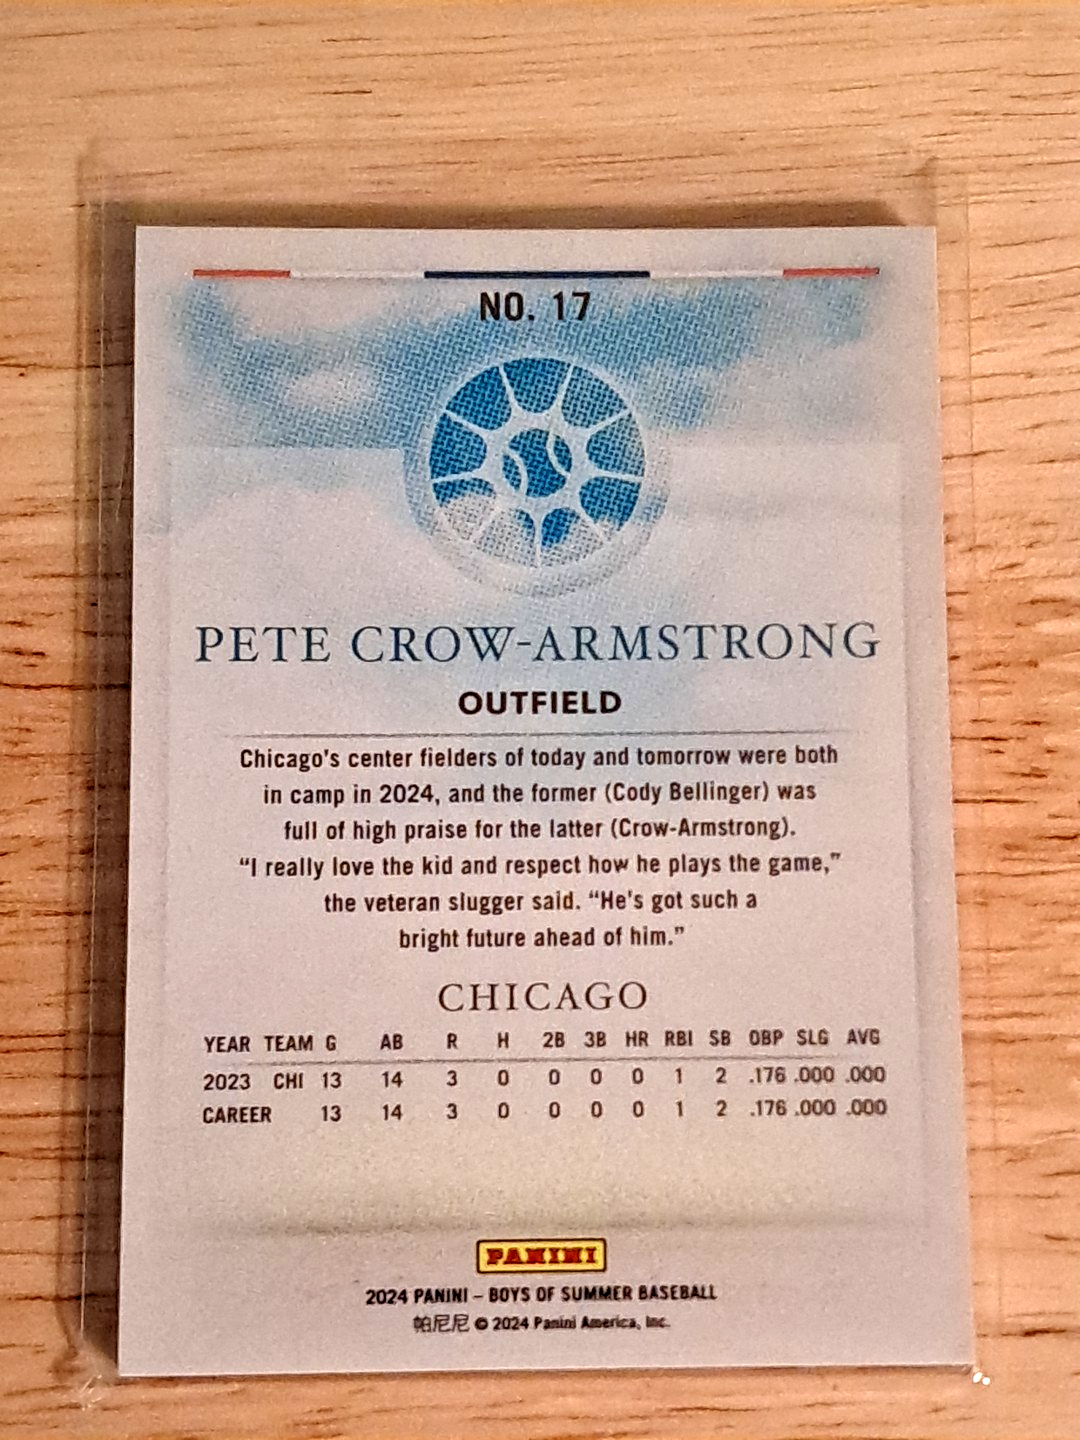 NO. 17
PETE CROW-ARMSTRONG
OUTFIELD
Chicago's center fielders of today and tomorrow were both
in camp in 2024, and the former (Cody Bellinger) was
full of high praise for the latter (Crow-Armstrong).
“I really love the kid and respect how he plays the game,”
the veteran slugger said. “He's got such a
bright future ahead of him.”
CHICAGO
YEAR TEAM G AB R H 2B 3B HR RBI SB OBP SLG AVG
2023 CHI 13 14 3 0 0 0 0 1 2 .176 .000 .000
CAREER 13 14 3 0 0 0 0 1 2 .176 .000 .000
PANINI
2024 PANINI – BOYS OF SUMMER BASEBALL
帕尼尼 © 2024 Panini America, Inc.